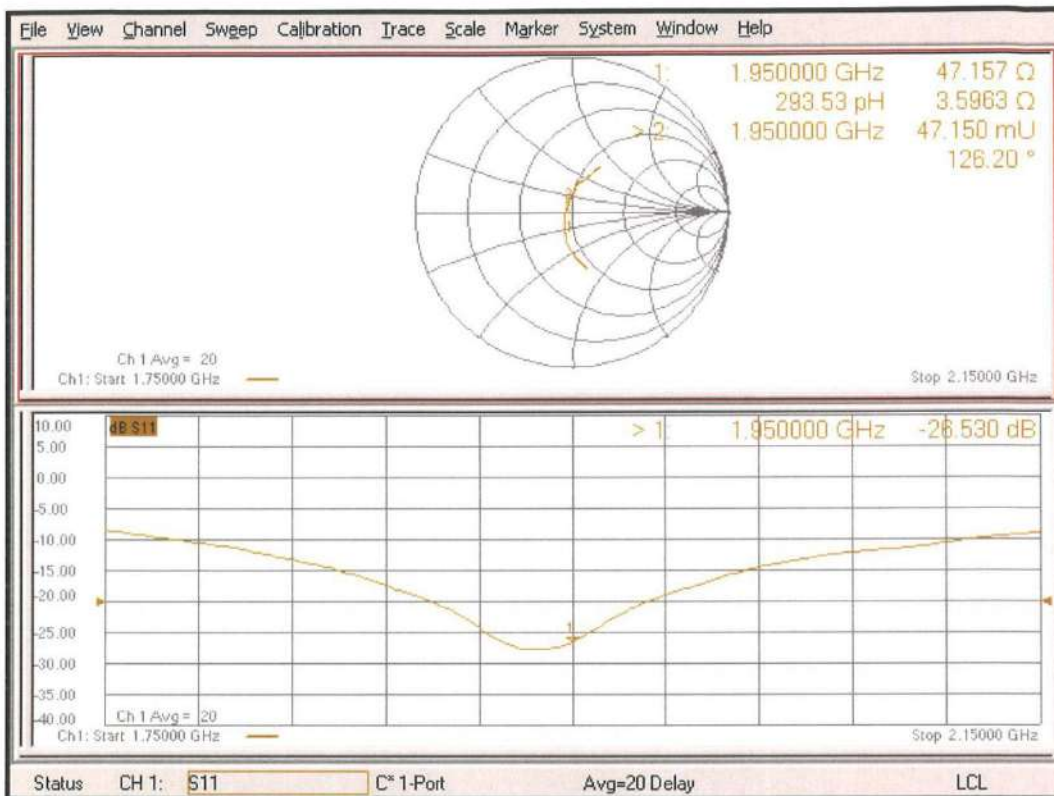 File View Channel Sweep Calibration Trace Scale Marker System Window Help
1: 1.950000 GHz 47.157 Ω
293.53 pH 3.5963 Ω
> 2: 1.950000 GHz 47.150 mU
126.20 °
Ch 1 Avg = 20
Ch1: Start 1.75000 GHz
Stop 2.15000 GHz
10.00
dB S11
> 1: 1.950000 GHz -26.530 dB
5.00
0.00
-5.00
-10.00
-15.00
-20.00
-25.00
1
-30.00
-35.00
-40.00
Ch 1 Avg = 20
Ch1: Start 1.75000 GHz
Stop 2.15000 GHz
Status CH 1: S11 C* 1-Port Avg=20 Delay LCL